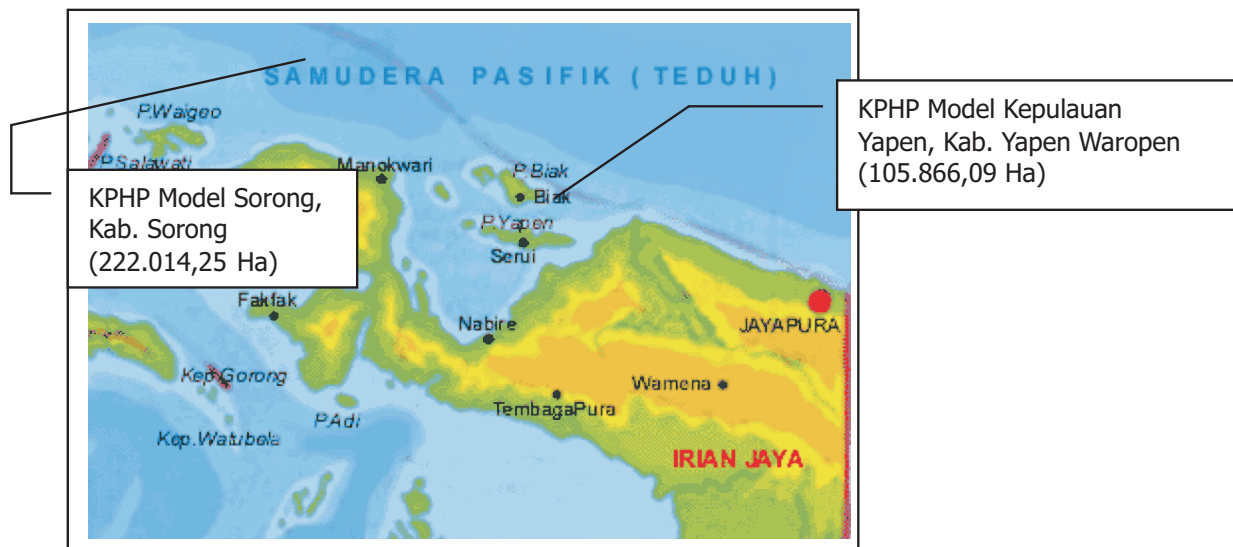 SAMUDERA PASIFIK ( TEDUH )
KPHP Model Kepulauan
Yapen, Kab. Yapen Waropen
(105.866,09 Ha)
P.Waigeo
P.Salawati
Manokwari
P.Biak
Biak
KPHP Model Sorong,
Kab. Sorong
(222.014,25 Ha)
P.Yapen
Serui
Fakfak
Nabire
JAYAPURA
Kep.Gorong
Wamena
TembagaPura
P.Adi
Kep.Watubela
IRIAN JAYA